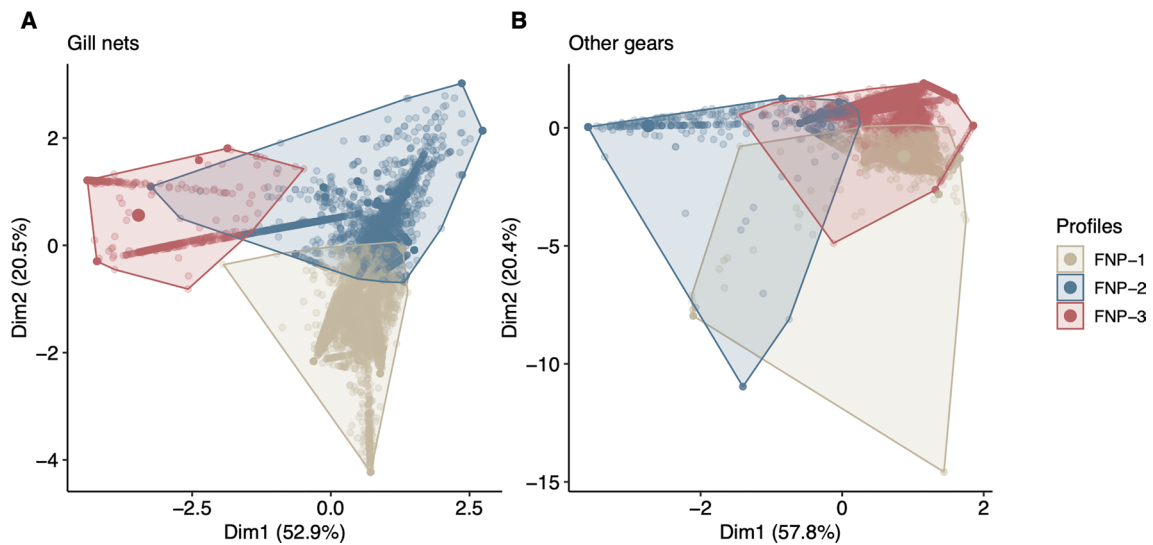 A
Gill nets
2
0
−2
−4
−2.5
0.0
2.5
Dim1 (52.9%)
Dim2 (20.5%)
B
Other gears
0
−5
−10
−15
−2
0
2
Dim1 (57.8%)
Dim2 (20.4%)
Profiles
FNP−1
FNP−2
FNP−3